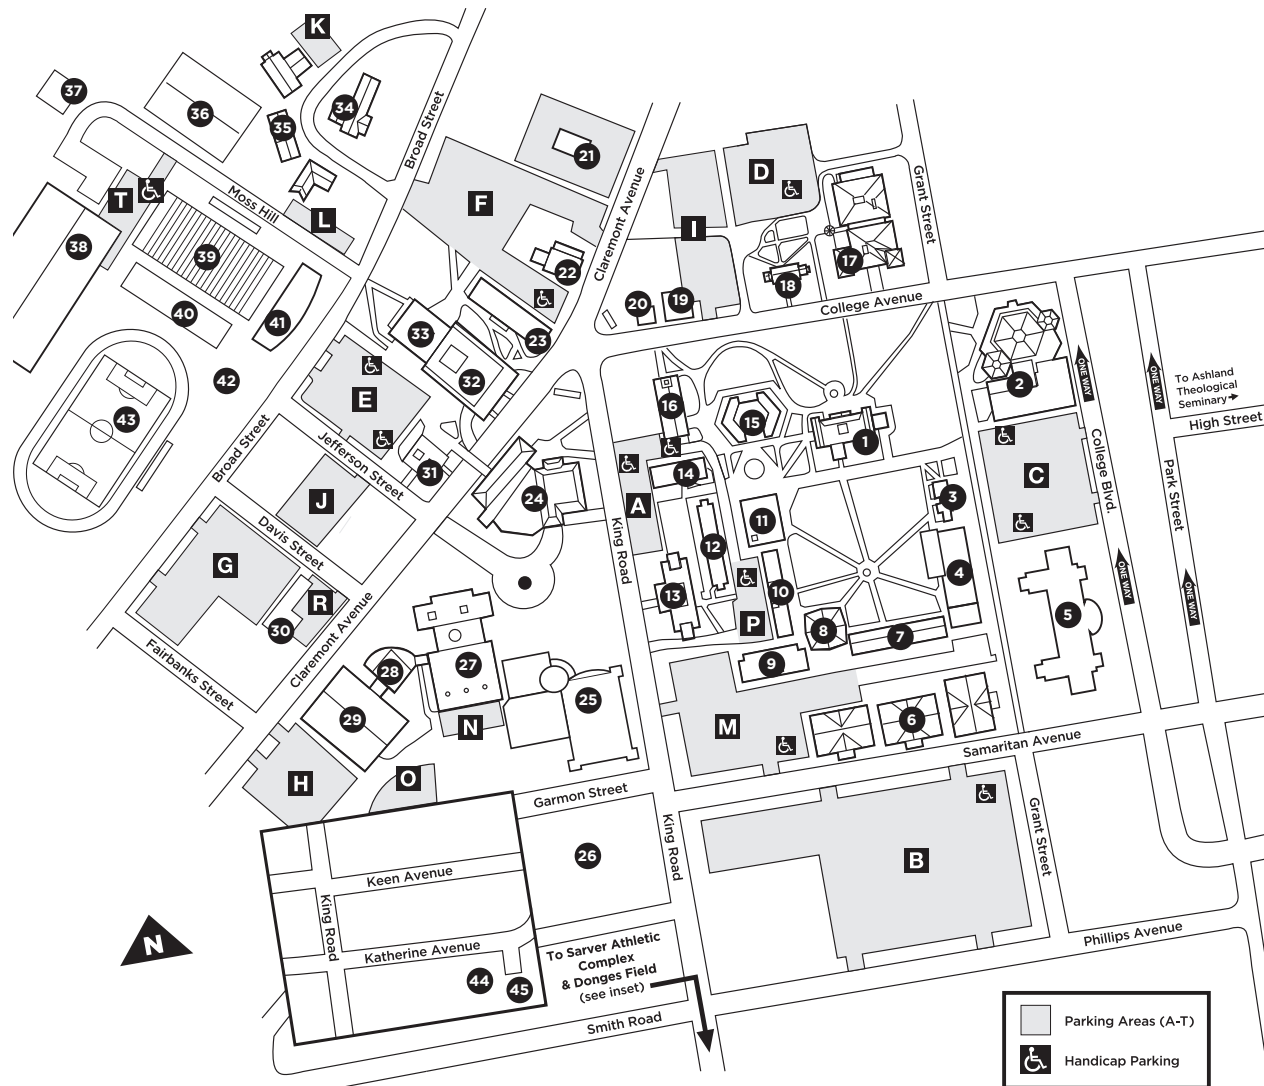 K
37
36
34
35
Broad Street
21
F
D
Grant Street
T
Moss Hill
L
Claremont Avenue
I
38
39
22
17
18
20
19
College Avenue
40
41
33
23
32
42
E
16
15
1
2
ONE WAY
ONE WAY
To Ashland
Theological
Seminary
High Street
43
Broad Street
Jefferson Street
31
24
14
A
College Blvd.
Park Street
C
3
J
King Road
11
12
Davis Street
G
R
30
13
10
4
ONE WAY
ONE WAY
5
P
8
7
Claremont Avenue
Fairbanks Street
28
27
9
29
25
N
M
6
Samaritan Avenue
H
O
Garmon Street
King Road
Grant Street
26
B
Keen Avenue
King Road
Katherine Avenue
N
44
45
To Sarver Athletic
Complex
& Donges Field
(see inset)
Phillips Avenue
Smith Road
Parking Areas (A-T)
Handicap Parking